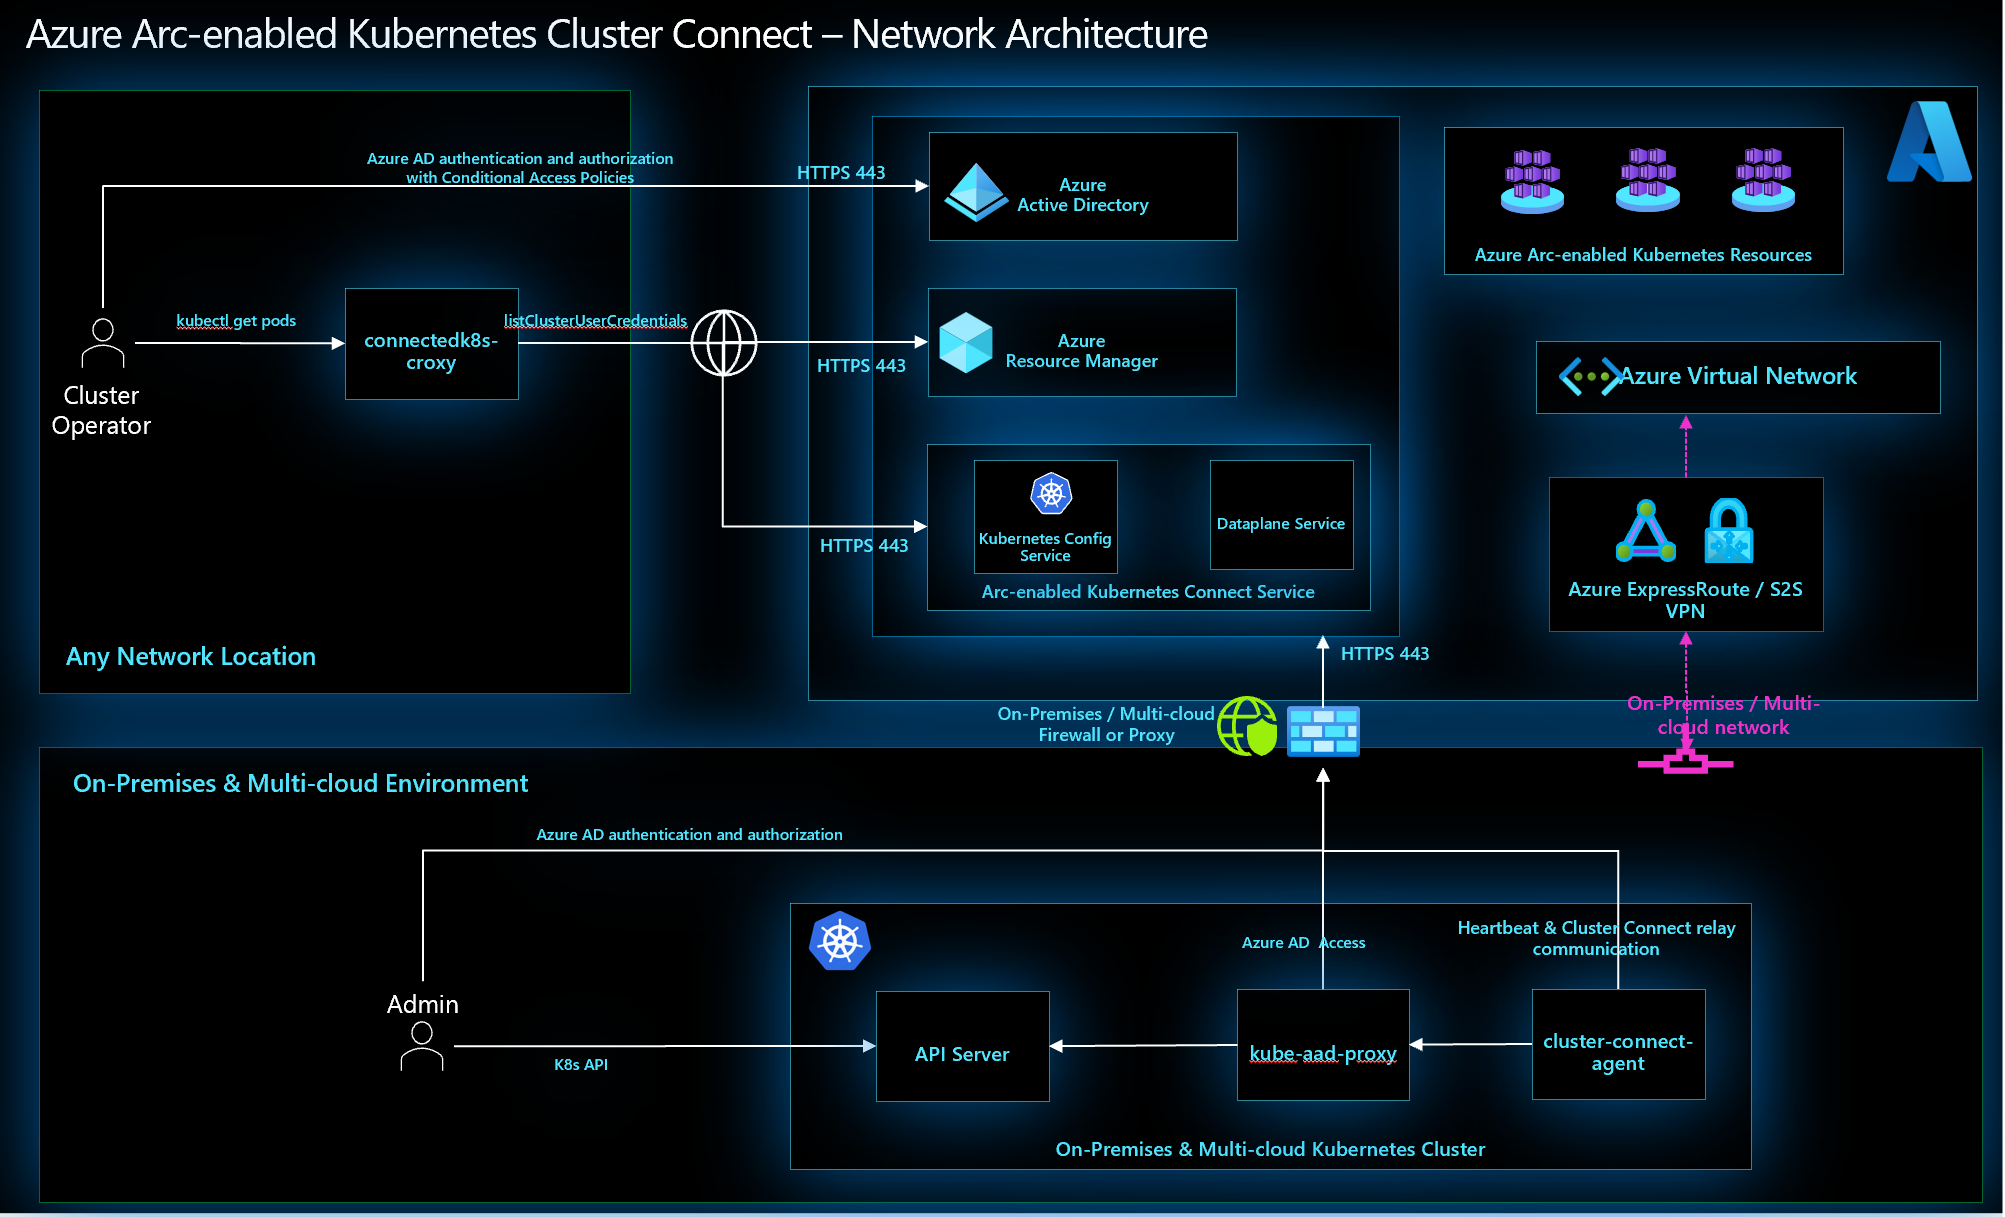 Azure Arc-enabled Kubernetes Cluster Connect – Network Architecture
Azure AD authentication and authorization
with Conditional Access Policies
HTTPS 443
Azure
Active Directory
Azure Arc-enabled Kubernetes Resources
kubectl get pods
connectedk8s-
croxy
listClusterUserCredentials
HTTPS 443
Azure
Resource Manager
Cluster
Operator
Azure Virtual Network
HTTPS 443
Kubernetes Config
Service
Dataplane Service
Arc-enabled Kubernetes Connect Service
Azure ExpressRoute / S2S
VPN
Any Network Location
HTTPS 443
On-Premises / Multi-cloud
Firewall or Proxy
On-Premises / Multi-
cloud network
On-Premises & Multi-cloud Environment
Azure AD authentication and authorization
Azure AD  Access
Heartbeat & Cluster Connect relay
communication
Admin
K8s API
API Server
kube-aad-proxy
cluster-connect-
agent
On-Premises & Multi-cloud Kubernetes Cluster